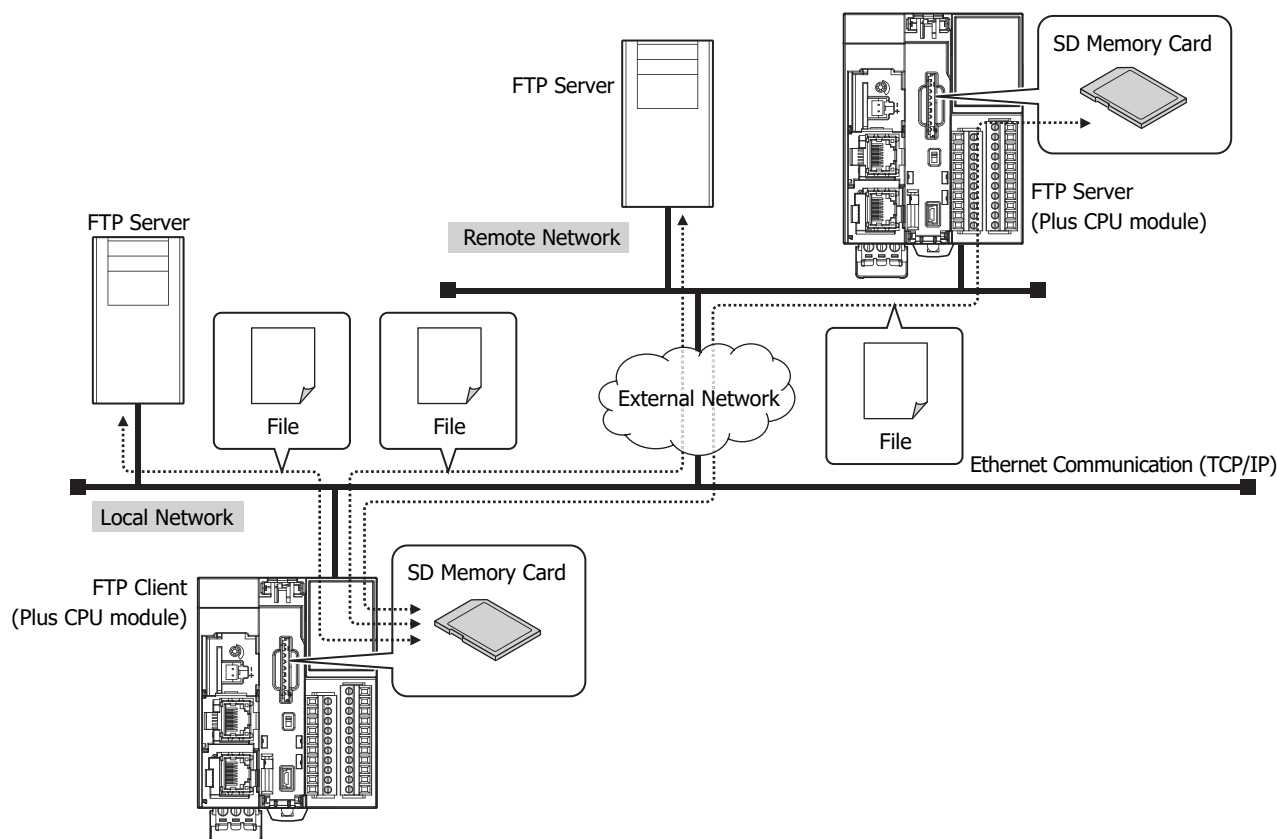 SD Memory Card
FTP Server
FTP Server
(Plus CPU module)
FTP Server
Remote Network
File
File
External Network
File
Ethernet Communication (TCP/IP)
Local Network
SD Memory Card
FTP Client
(Plus CPU module)